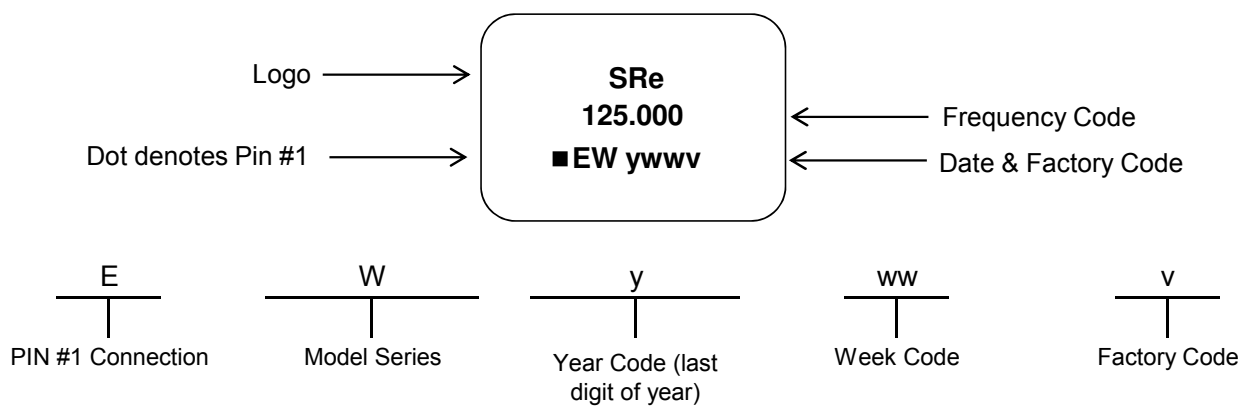 Logo
SRe
125.000
Frequency Code
Dot denotes Pin #1
■EW ywwv
Date & Factory Code
E
W
y
ww
v
PIN #1 Connection
Model Series
Year Code (last
digit of year)
Week Code
Factory Code